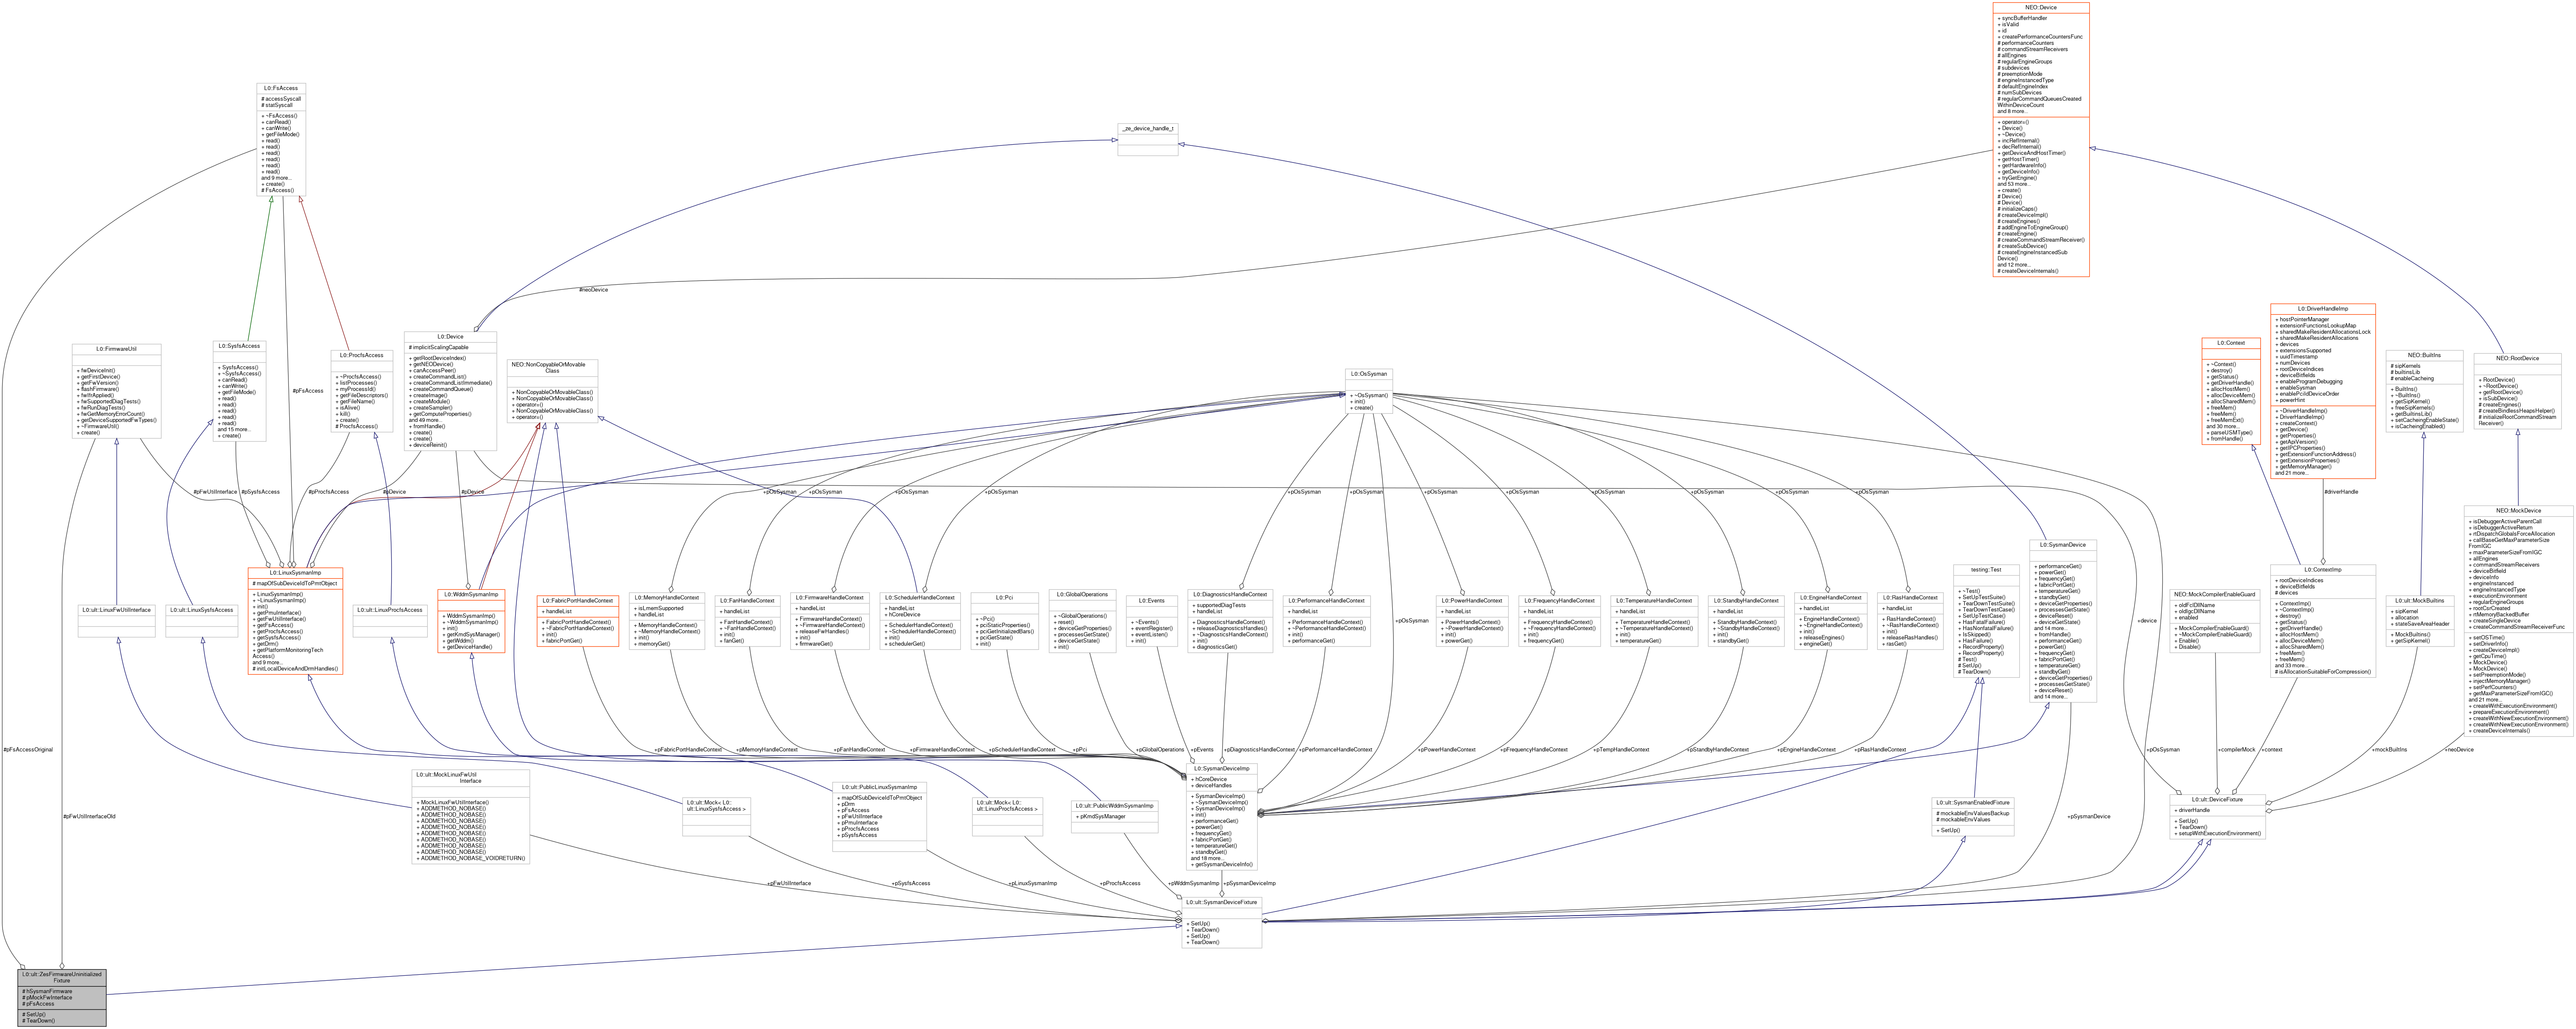 NEO::Device
+ syncBufferHandler
+ isValid
+ id
+ createPerformanceCountersFunc
# performanceCounters
# commandStreamReceivers
# allEngines
# regularEngineGroups
# subdevices
# preemptionMode
# engineInstancedType
# defaultEngineIndex
# numSubDevices
# regularCommandQueuesCreated
WithinDeviceCount
and 8 more...
+ operator=()
+ Device()
+ ~Device()
+ incRefInternal()
+ decRefInternal()
+ getDeviceAndHostTimer()
+ getHostTimer()
+ getHardwareInfo()
+ getDeviceInfo()
+ tryGetEngine()
and 53 more...
+ create()
# Device()
# Device()
# initializeCaps()
# createDeviceImpl()
# createEngines()
# addEngineToEngineGroup()
# createEngine()
# createCommandStreamReceiver()
# createSubDevice()
# createEngineInstancedSub
Device()
and 12 more...
# createDeviceInternals()
L0::FsAccess
# accessSyscall
# statSyscall
+ ~FsAccess()
+ canRead()
+ canWrite()
+ getFileMode()
+ read()
+ read()
+ read()
+ read()
+ read()
+ read()
and 9 more...
+ create()
# FsAccess()
_ze_device_handle_t
#neoDevice
L0::FirmwareUtil
+ fwDeviceInit()
+ getFirstDevice()
+ getFwVersion()
+ flashFirmware()
+ fwIfrApplied()
+ fwSupportedDiagTests()
+ fwRunDiagTests()
+ fwGetMemoryErrorCount()
+ getDeviceSupportedFwTypes()
+ ~FirmwareUtil()
+ create()
L0::SysfsAccess
+ SysfsAccess()
+ ~SysfsAccess()
+ canRead()
+ canWrite()
+ getFileMode()
+ read()
+ read()
+ read()
+ read()
+ read()
and 15 more...
+ create()
#pFsAccess
L0::ProcfsAccess
+ ~ProcfsAccess()
+ listProcesses()
+ myProcessId()
+ getFileDescriptors()
+ getFileName()
+ isAlive()
+ kill()
+ create()
# ProcfsAccess()
L0::Device
# implicitScalingCapable
+ getRootDeviceIndex()
+ getNEODevice()
+ canAccessPeer()
+ createCommandList()
+ createCommandListImmediate()
+ createCommandQueue()
+ createImage()
+ createModule()
+ createSampler()
+ getComputeProperties()
and 49 more...
+ fromHandle()
+ create()
+ create()
+ deviceReinit()
NEO::NonCopyableOrMovable
Class
+ NonCopyableOrMovableClass()
+ NonCopyableOrMovableClass()
+ operator=()
+ NonCopyableOrMovableClass()
+ operator=()
L0::OsSysman
+ ~OsSysman()
+ init()
+ create()
L0::Context
+ ~Context()
+ destroy()
+ getStatus()
+ getDriverHandle()
+ allocHostMem()
+ allocDeviceMem()
+ allocSharedMem()
+ freeMem()
+ freeMem()
+ freeMemExt()
and 30 more...
+ parseUSMType()
+ fromHandle()
L0::DriverHandleImp
+ hostPointerManager
+ extensionFunctionsLookupMap
+ sharedMakeResidentAllocationsLock
+ sharedMakeResidentAllocations
+ devices
+ extensionsSupported
+ uuidTimestamp
+ numDevices
+ rootDeviceIndices
+ deviceBitfields
+ enableProgramDebugging
+ enableSysman
+ enablePciIdDeviceOrder
+ powerHint
+ ~DriverHandleImp()
+ DriverHandleImp()
+ createContext()
+ getDevice()
+ getProperties()
+ getApiVersion()
+ getIPCProperties()
+ getExtensionFunctionAddress()
+ getExtensionProperties()
+ getMemoryManager()
and 21 more...
NEO::BuiltIns
# sipKernels
# builtinsLib
# enableCacheing
+ BuiltIns()
+ ~BuiltIns()
+ getSipKernel()
+ freeSipKernels()
+ getBuiltinsLib()
+ setCacheingEnableState()
+ isCacheingEnabled()
NEO::RootDevice
+ RootDevice()
+ ~RootDevice()
+ getRootDevice()
+ isSubDevice()
# createEngines()
# createBindlessHeapsHelper()
# initializeRootCommandStream
Receiver()
#pFwUtilInterface
#pSysfsAccess
#pProcfsAccess
#pDevice
#pDevice
+pOsSysman
+pOsSysman
+pOsSysman
+pOsSysman
+pOsSysman
+pOsSysman
+pOsSysman
+pOsSysman
+pOsSysman
+pOsSysman
+pOsSysman
+pOsSysman
#driverHandle
NEO::MockDevice
+ isDebuggerActiveParentCall
+ isDebuggerActiveReturn
+ rtDispatchGlobalsForceAllocation
+ callBaseGetMaxParameterSize
FromIGC
+ maxParameterSizeFromIGC
+ allEngines
+ commandStreamReceivers
+ deviceBitfield
+ deviceInfo
+ engineInstanced
+ engineInstancedType
+ executionEnvironment
+ regularEngineGroups
+ rootCsrCreated
+ rtMemoryBackedBuffer
+ createSingleDevice
+ createCommandStreamReceiverFunc
+ setOSTime()
+ setDriverInfo()
+ createDeviceImpl()
+ getCpuTime()
+ MockDevice()
+ MockDevice()
+ setPreemptionMode()
+ injectMemoryManager()
+ setPerfCounters()
+ getMaxParameterSizeFromIGC()
and 21 more...
+ createWithExecutionEnvironment()
+ prepareExecutionEnvironment()
+ createWithNewExecutionEnvironment()
+ createWithNewExecutionEnvironment()
+ createDeviceInternals()
L0::ult::LinuxFwUtilInterface
L0::ult::LinuxSysfsAccess
L0::LinuxSysmanImp
# mapOfSubDeviceIdToPmtObject
+ LinuxSysmanImp()
+ ~LinuxSysmanImp()
+ init()
+ getPmuInterface()
+ getFwUtilInterface()
+ getFsAccess()
+ getProcfsAccess()
+ getSysfsAccess()
+ getDrm()
+ getPlatformMonitoringTech
Access()
and 9 more...
# initLocalDeviceAndDrmHandles()
L0::ult::LinuxProcfsAccess
L0::WddmSysmanImp
+ WddmSysmanImp()
+ ~WddmSysmanImp()
+ init()
+ getKmdSysManager()
+ getWddm()
+ getDeviceHandle()
L0::FabricPortHandleContext
+ handleList
+ FabricPortHandleContext()
+ ~FabricPortHandleContext()
+ init()
+ fabricPortGet()
L0::MemoryHandleContext
+ isLmemSupported
+ handleList
+ MemoryHandleContext()
+ ~MemoryHandleContext()
+ init()
+ memoryGet()
L0::FanHandleContext
+ handleList
+ FanHandleContext()
+ ~FanHandleContext()
+ init()
+ fanGet()
L0::FirmwareHandleContext
+ handleList
+ FirmwareHandleContext()
+ ~FirmwareHandleContext()
+ releaseFwHandles()
+ init()
+ firmwareGet()
L0::SchedulerHandleContext
+ handleList
+ hCoreDevice
+ SchedulerHandleContext()
+ ~SchedulerHandleContext()
+ init()
+ schedulerGet()
L0::Pci
+ ~Pci()
+ pciStaticProperties()
+ pciGetInitializedBars()
+ pciGetState()
+ init()
L0::GlobalOperations
+ ~GlobalOperations()
+ reset()
+ deviceGetProperties()
+ processesGetState()
+ deviceGetState()
+ init()
L0::Events
+ ~Events()
+ eventRegister()
+ eventListen()
+ init()
L0::DiagnosticsHandleContext
+ supportedDiagTests
+ handleList
+ DiagnosticsHandleContext()
+ releaseDiagnosticsHandles()
+ ~DiagnosticsHandleContext()
+ init()
+ diagnosticsGet()
L0::PerformanceHandleContext
+ handleList
+ PerformanceHandleContext()
+ ~PerformanceHandleContext()
+ init()
+ performanceGet()
+pOsSysman
L0::PowerHandleContext
+ handleList
+ PowerHandleContext()
+ ~PowerHandleContext()
+ init()
+ powerGet()
L0::FrequencyHandleContext
+ handleList
+ FrequencyHandleContext()
+ ~FrequencyHandleContext()
+ init()
+ frequencyGet()
L0::TemperatureHandleContext
+ handleList
+ TemperatureHandleContext()
+ ~TemperatureHandleContext()
+ init()
+ temperatureGet()
L0::StandbyHandleContext
+ handleList
+ StandbyHandleContext()
+ ~StandbyHandleContext()
+ init()
+ standbyGet()
L0::EngineHandleContext
+ handleList
+ EngineHandleContext()
+ ~EngineHandleContext()
+ init()
+ releaseEngines()
+ engineGet()
L0::RasHandleContext
+ handleList
+ RasHandleContext()
+ ~RasHandleContext()
+ init()
+ releaseRasHandles()
+ rasGet()
testing::Test
+ ~Test()
+ SetUpTestSuite()
+ TearDownTestSuite()
+ TearDownTestCase()
+ SetUpTestCase()
+ HasFatalFailure()
+ HasNonfatalFailure()
+ IsSkipped()
+ HasFailure()
+ RecordProperty()
+ RecordProperty()
# Test()
# SetUp()
# TearDown()
L0::SysmanDevice
+ performanceGet()
+ powerGet()
+ frequencyGet()
+ fabricPortGet()
+ temperatureGet()
+ standbyGet()
+ deviceGetProperties()
+ processesGetState()
+ deviceReset()
+ deviceGetState()
and 14 more...
+ fromHandle()
+ performanceGet()
+ powerGet()
+ frequencyGet()
+ fabricPortGet()
+ temperatureGet()
+ standbyGet()
+ deviceGetProperties()
+ processesGetState()
+ deviceReset()
and 14 more...
+device
NEO::MockCompilerEnableGuard
+ oldFclDllName
+ oldIgcDllName
+ enabled
+ MockCompilerEnableGuard()
+ ~MockCompilerEnableGuard()
+ Enable()
+ Disable()
L0::ContextImp
+ rootDeviceIndices
+ deviceBitfields
# devices
+ ContextImp()
+ ~ContextImp()
+ destroy()
+ getStatus()
+ getDriverHandle()
+ allocHostMem()
+ allocDeviceMem()
+ allocSharedMem()
+ freeMem()
+ freeMem()
and 33 more...
# isAllocationSuitableForCompression()
L0::ult::MockBuiltins
+ sipKernel
+ allocation
+ stateSaveAreaHeader
+ MockBuiltins()
+ getSipKernel()
#pFsAccessOriginal
+pFabricPortHandleContext
+pMemoryHandleContext
+pFanHandleContext
+pFirmwareHandleContext
+pSchedulerHandleContext
+pPci
+pGlobalOperations
+pEvents
+pDiagnosticsHandleContext
+pPerformanceHandleContext
+pPowerHandleContext
+pFrequencyHandleContext
+pTempHandleContext
+pStandbyHandleContext
+pEngineHandleContext
+pRasHandleContext
+pOsSysman
+compilerMock
+context
+mockBuiltIns
+neoDevice
#pFwUtilInterfaceOld
L0::ult::MockLinuxFwUtil
Interface
+ MockLinuxFwUtilInterface()
+ ADDMETHOD_NOBASE()
+ ADDMETHOD_NOBASE()
+ ADDMETHOD_NOBASE()
+ ADDMETHOD_NOBASE()
+ ADDMETHOD_NOBASE()
+ ADDMETHOD_NOBASE()
+ ADDMETHOD_NOBASE()
+ ADDMETHOD_NOBASE()
+ ADDMETHOD_NOBASE_VOIDRETURN()
L0::ult::Mock< L0::
ult::LinuxSysfsAccess >
L0::ult::PublicLinuxSysmanImp
+ mapOfSubDeviceIdToPmtObject
+ pDrm
+ pFsAccess
+ pFwUtilInterface
+ pPmuInterface
+ pProcfsAccess
+ pSysfsAccess
L0::ult::Mock< L0::
ult::LinuxProcfsAccess >
L0::ult::PublicWddmSysmanImp
+ pKmdSysManager
L0::SysmanDeviceImp
+ hCoreDevice
+ deviceHandles
+ SysmanDeviceImp()
+ ~SysmanDeviceImp()
+ SysmanDeviceImp()
+ init()
+ performanceGet()
+ powerGet()
+ frequencyGet()
+ fabricPortGet()
+ temperatureGet()
+ standbyGet()
and 18 more...
+ getSysmanDeviceInfo()
L0::ult::SysmanEnabledFixture
# mockableEnvValuesBackup
# mockableEnvValues
+ SetUp()
+pSysmanDevice
L0::ult::DeviceFixture
+ driverHandle
+ SetUp()
+ TearDown()
+ setupWithExecutionEnvironment()
+pFwUtilInterface
+pSysfsAccess
+pLinuxSysmanImp
+pProcfsAccess
+pWddmSysmanImp
+pSysmanDeviceImp
L0::ult::SysmanDeviceFixture
+ SetUp()
+ TearDown()
+ SetUp()
+ TearDown()
L0::ult::ZesFirmwareUninitialized
Fixture
# hSysmanFirmware
# pMockFwInterface
# pFsAccess
# SetUp()
# TearDown()